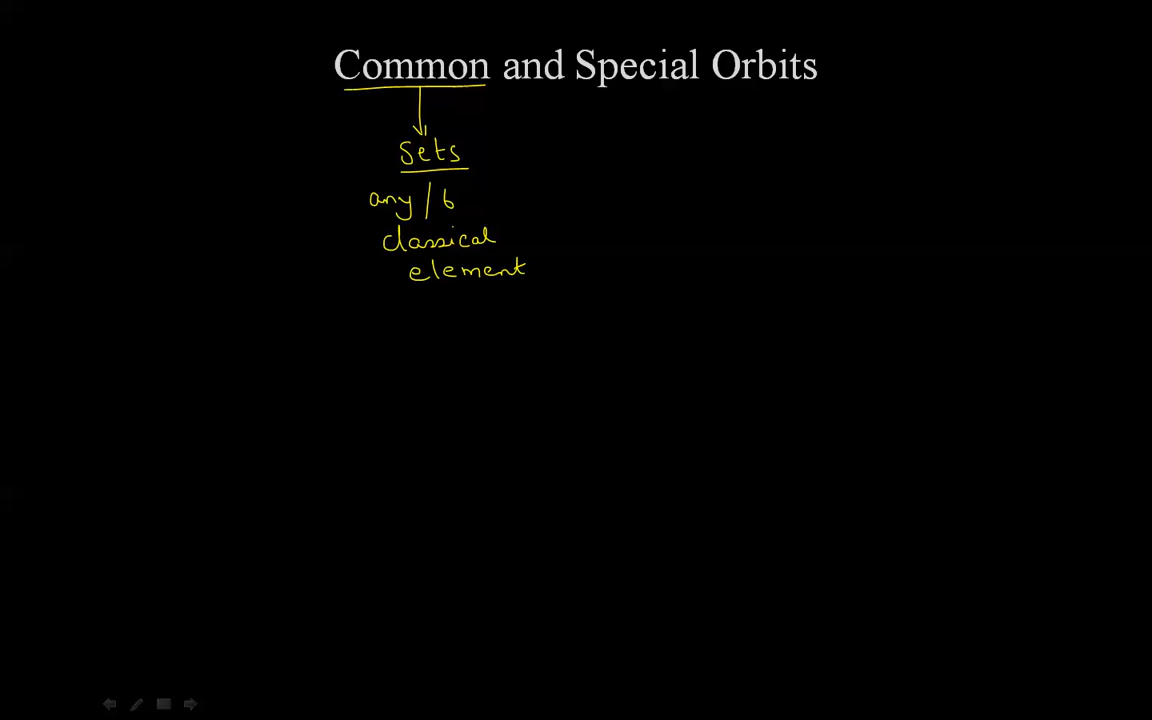 Common and Special Orbits
Sets
any / 6
classical
element